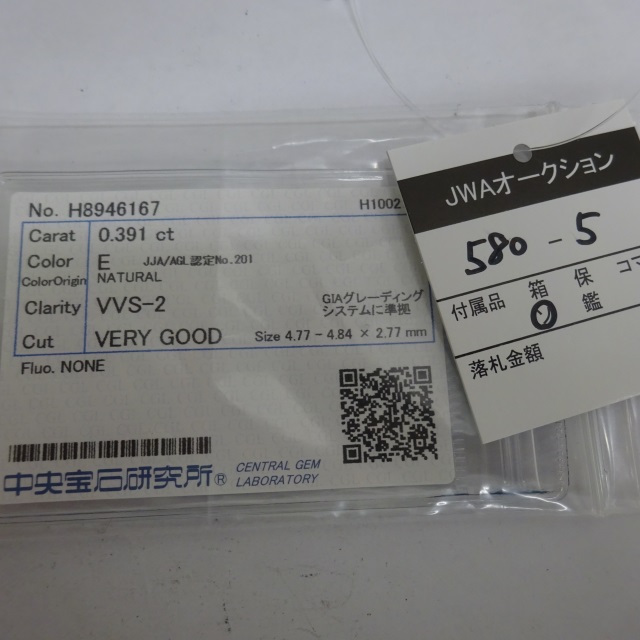 No. H8946167 H1002
Carat 0.391 ct
Color E JJA/AGL認定No.201
ColorOrigin NATURAL
Clarity VVS-2 GIAグレーディング
システムに準拠
Cut VERY GOOD Size 4.77 - 4.84 × 2.77 mm
Fluo. NONE
中央宝石研究所® CENTRAL GEM
LABORATORY
JWAオークション
580 - 5
付属品 箱 保 コマ
鑑
落札金額